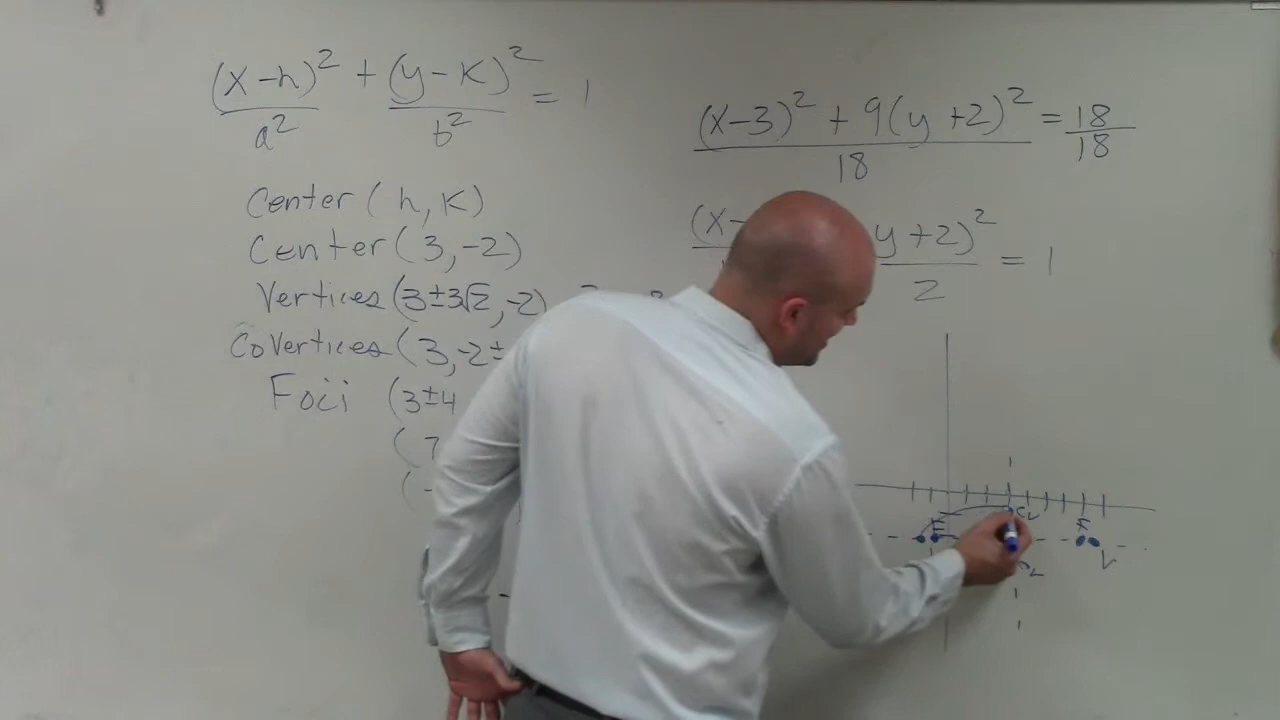 (x-h)² + (y-K)² = 1
a² b²
Center (h, K)
Center (3, -2)
Vertices (3±3√2, -2)
Covertices (3, -2±
Foci (3±4
(7
(-
(x-3)² + 9(y+2)² = 18
18 18
(x- y+2)² = 1
2
F
CV
F
V